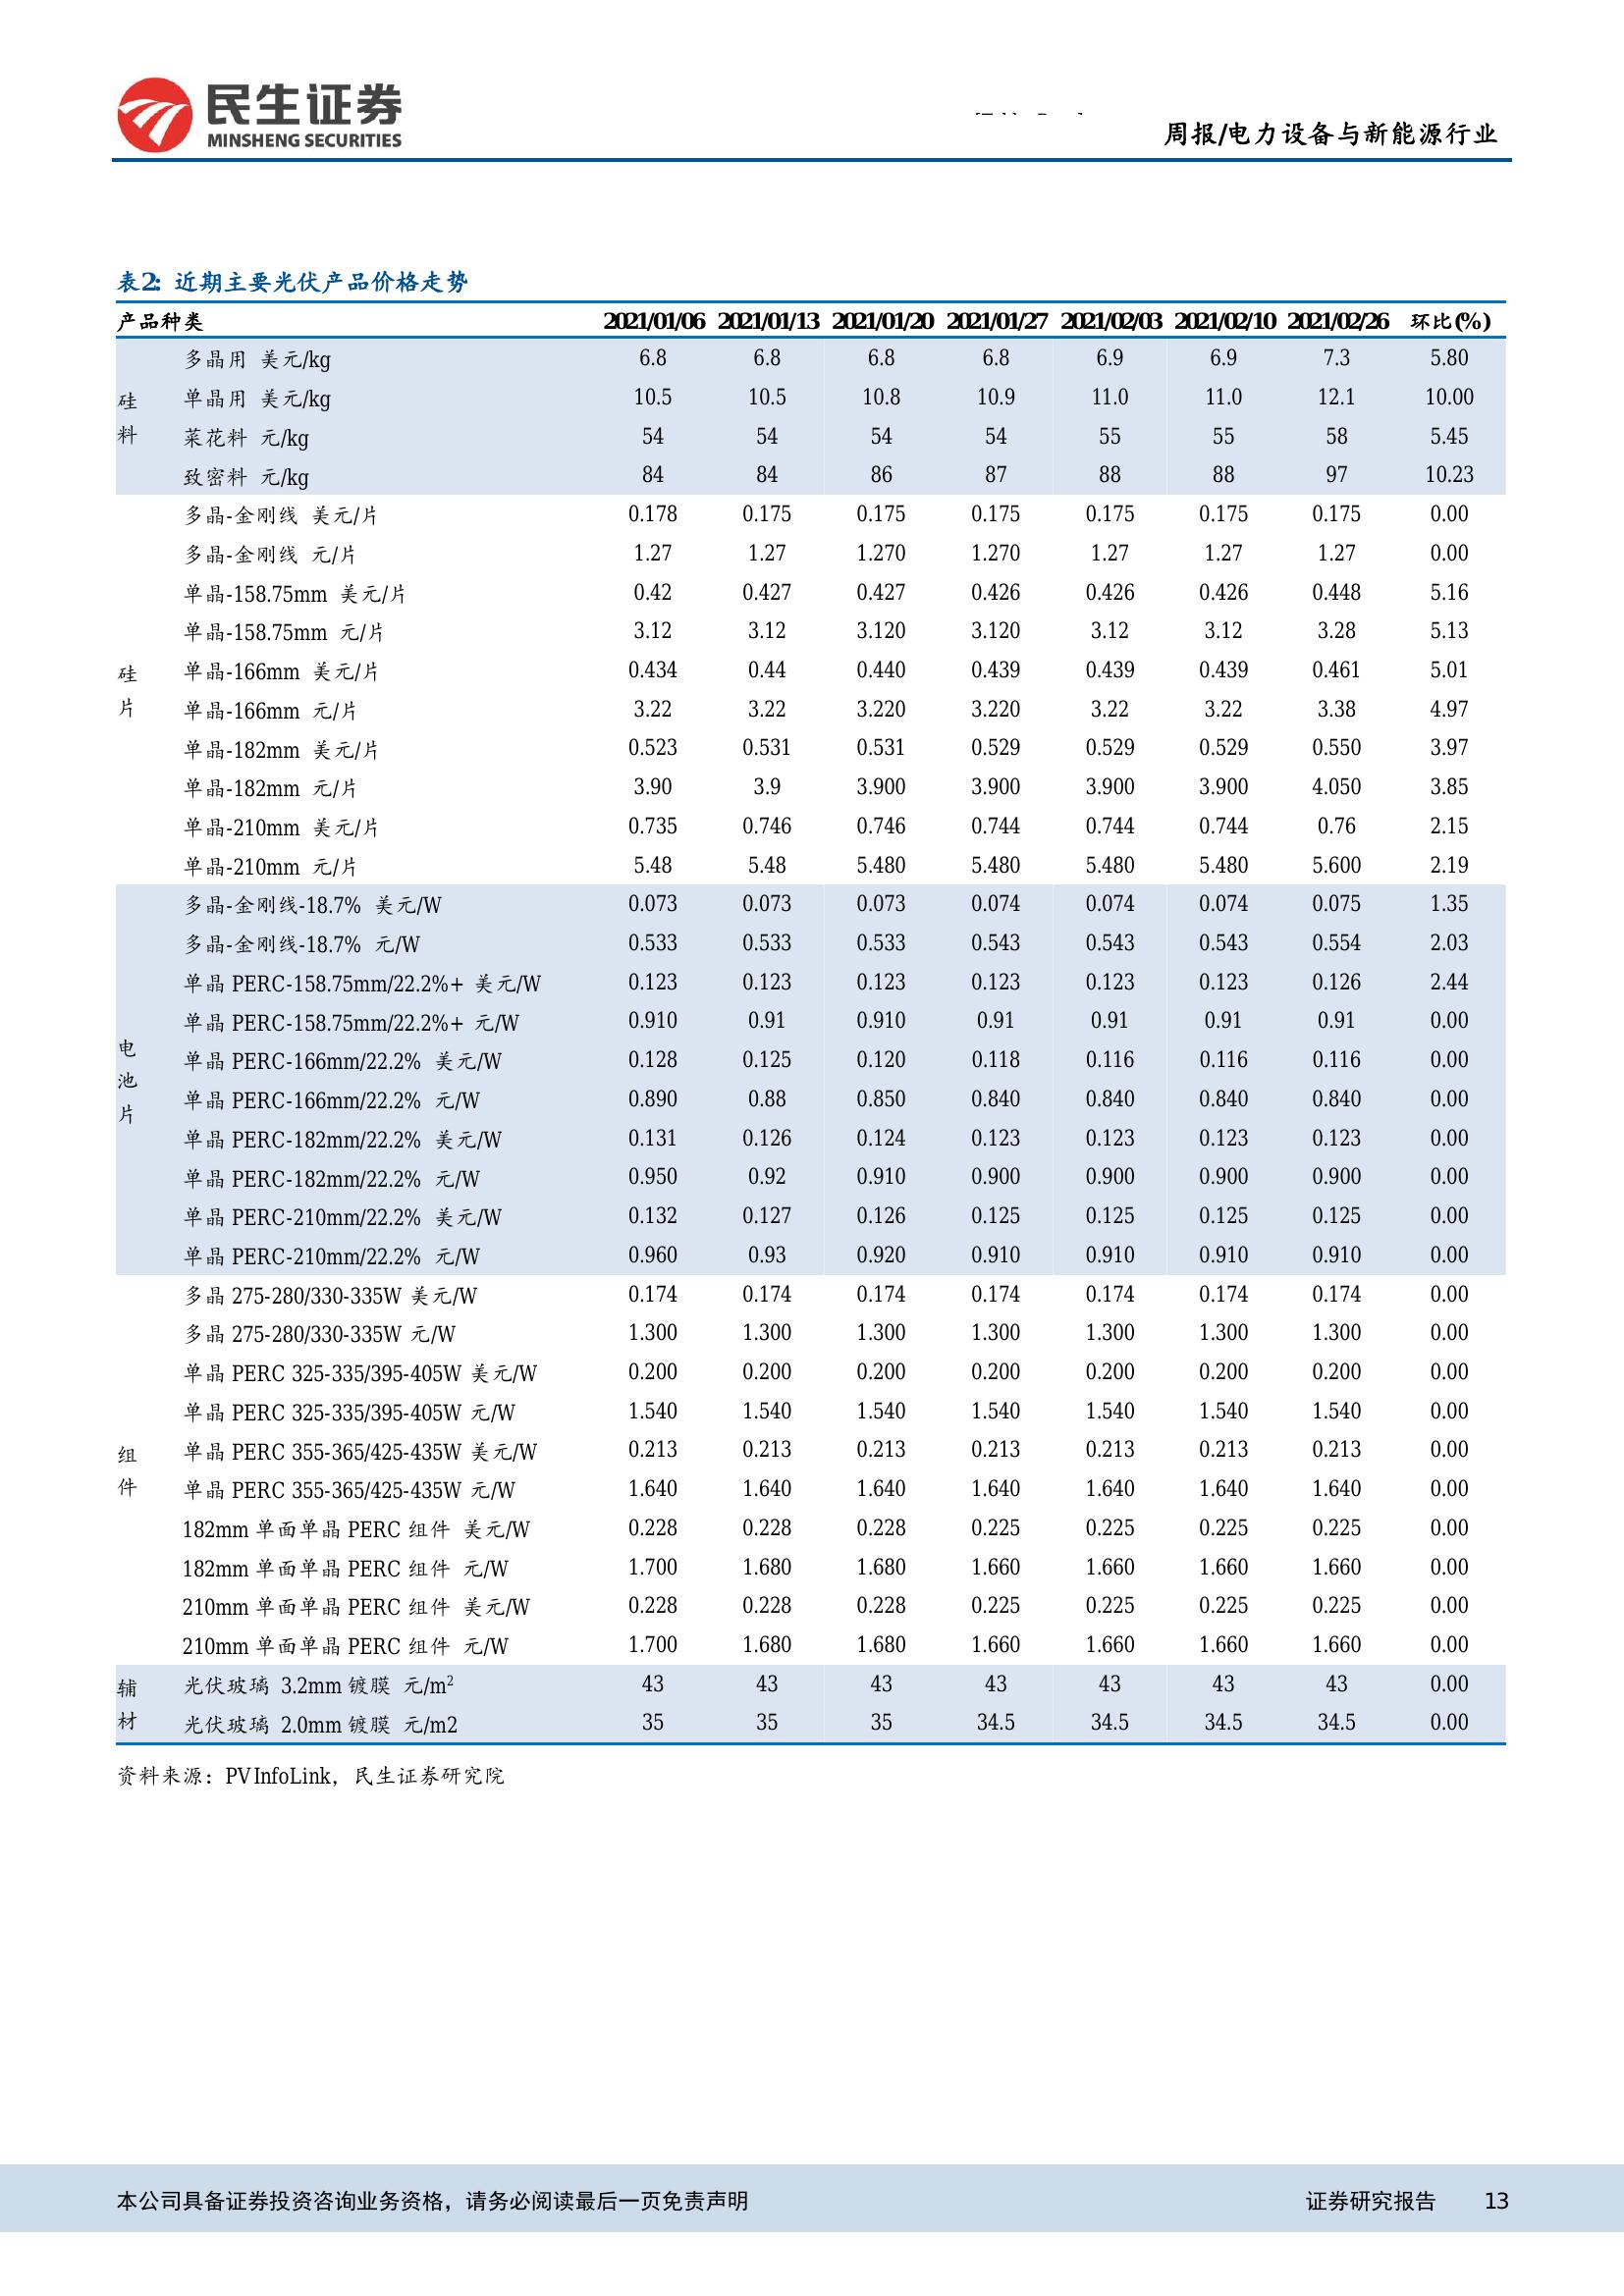 民生证券
MINSHENG SECURITIES
周报/电力设备与新能源行业
表2: 近期主要光伏产品价格走势
产品种类 2021/01/06 2021/01/13 2021/01/20 2021/01/27 2021/02/03 2021/02/10 2021/02/26 环比(%)
硅料
多晶用 美元/kg 6.8 6.8 6.8 6.8 6.9 6.9 7.3 5.80
单晶用 美元/kg 10.5 10.5 10.8 10.9 11.0 11.0 12.1 10.00
菜花料 元/kg 54 54 54 54 55 55 58 5.45
致密料 元/kg 84 84 86 87 88 88 97 10.23
硅片
多晶-金刚线 美元/片 0.178 0.175 0.175 0.175 0.175 0.175 0.175 0.00
多晶-金刚线 元/片 1.27 1.27 1.270 1.270 1.27 1.27 1.27 0.00
单晶-158.75mm 美元/片 0.42 0.427 0.427 0.426 0.426 0.426 0.448 5.16
单晶-158.75mm 元/片 3.12 3.12 3.120 3.120 3.12 3.12 3.28 5.13
单晶-166mm 美元/片 0.434 0.44 0.440 0.439 0.439 0.439 0.461 5.01
单晶-166mm 元/片 3.22 3.22 3.220 3.220 3.22 3.22 3.38 4.97
单晶-182mm 美元/片 0.523 0.531 0.531 0.529 0.529 0.529 0.550 3.97
单晶-182mm 元/片 3.90 3.9 3.900 3.900 3.900 3.900 4.050 3.85
单晶-210mm 美元/片 0.735 0.746 0.746 0.744 0.744 0.744 0.76 2.15
单晶-210mm 元/片 5.48 5.48 5.480 5.480 5.480 5.480 5.600 2.19
电池片
多晶-金刚线-18.7% 美元/W 0.073 0.073 0.073 0.074 0.074 0.074 0.075 1.35
多晶-金刚线-18.7% 元/W 0.533 0.533 0.533 0.543 0.543 0.543 0.554 2.03
单晶 PERC-158.75mm/22.2%+ 美元/W 0.123 0.123 0.123 0.123 0.123 0.123 0.126 2.44
单晶 PERC-158.75mm/22.2%+ 元/W 0.910 0.91 0.910 0.91 0.91 0.91 0.91 0.00
单晶 PERC-166mm/22.2% 美元/W 0.128 0.125 0.120 0.118 0.116 0.116 0.116 0.00
单晶 PERC-166mm/22.2% 元/W 0.890 0.88 0.850 0.840 0.840 0.840 0.840 0.00
单晶 PERC-182mm/22.2% 美元/W 0.131 0.126 0.124 0.123 0.123 0.123 0.123 0.00
单晶 PERC-182mm/22.2% 元/W 0.950 0.92 0.910 0.900 0.900 0.900 0.900 0.00
单晶 PERC-210mm/22.2% 美元/W 0.132 0.127 0.126 0.125 0.125 0.125 0.125 0.00
单晶 PERC-210mm/22.2% 元/W 0.960 0.93 0.920 0.910 0.910 0.910 0.910 0.00
组件
多晶 275-280/330-335W 美元/W 0.174 0.174 0.174 0.174 0.174 0.174 0.174 0.00
多晶 275-280/330-335W 元/W 1.300 1.300 1.300 1.300 1.300 1.300 1.300 0.00
单晶 PERC 325-335/395-405W 美元/W 0.200 0.200 0.200 0.200 0.200 0.200 0.200 0.00
单晶 PERC 325-335/395-405W 元/W 1.540 1.540 1.540 1.540 1.540 1.540 1.540 0.00
单晶 PERC 355-365/425-435W 美元/W 0.213 0.213 0.213 0.213 0.213 0.213 0.213 0.00
单晶 PERC 355-365/425-435W 元/W 1.640 1.640 1.640 1.640 1.640 1.640 1.640 0.00
182mm 单面单晶 PERC 组件 美元/W 0.228 0.228 0.228 0.225 0.225 0.225 0.225 0.00
182mm 单面单晶 PERC 组件 元/W 1.700 1.680 1.680 1.660 1.660 1.660 1.660 0.00
210mm 单面单晶 PERC 组件 美元/W 0.228 0.228 0.228 0.225 0.225 0.225 0.225 0.00
210mm 单面单晶 PERC 组件 元/W 1.700 1.680 1.680 1.660 1.660 1.660 1.660 0.00
辅材
光伏玻璃 3.2mm 镀膜 元/m² 43 43 43 43 43 43 43 0.00
光伏玻璃 2.0mm 镀膜 元/m2 35 35 35 34.5 34.5 34.5 34.5 0.00
资料来源：PVInfoLink，民生证券研究院
本公司具备证券投资咨询业务资格，请务必阅读最后一页免责声明 证券研究报告 13